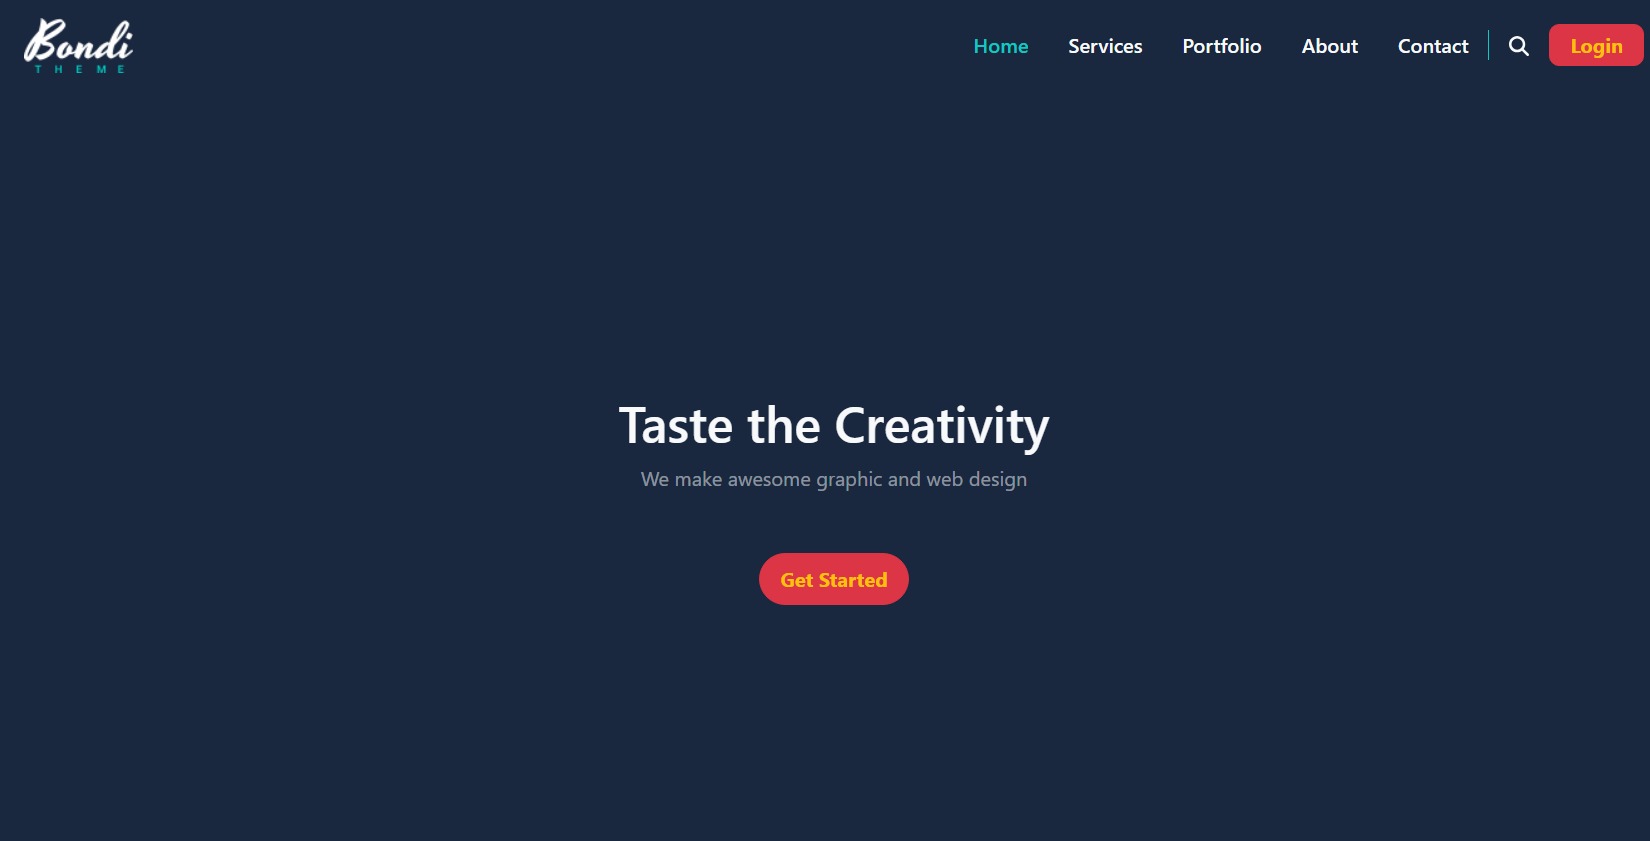 Bondi
THEME
Home Services Portfolio About Contact Login
Taste the Creativity
We make awesome graphic and web design
Get Started